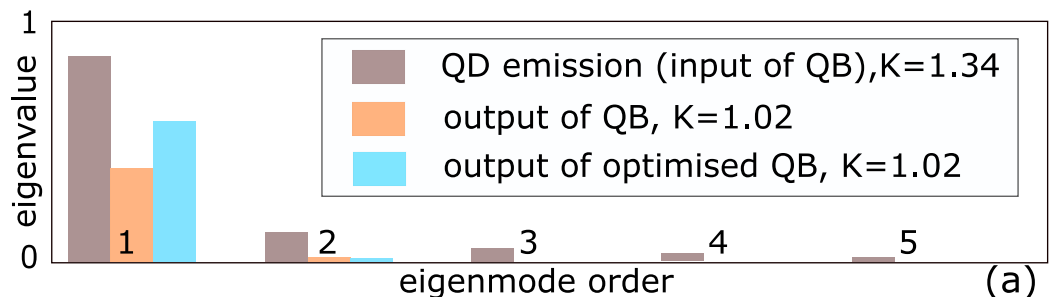 1
QD emission (input of QB),K=1.34
output of QB, K=1.02
output of optimised QB, K=1.02
eigenvalue
0
1 2 3 4 5
eigenmode order
(a)